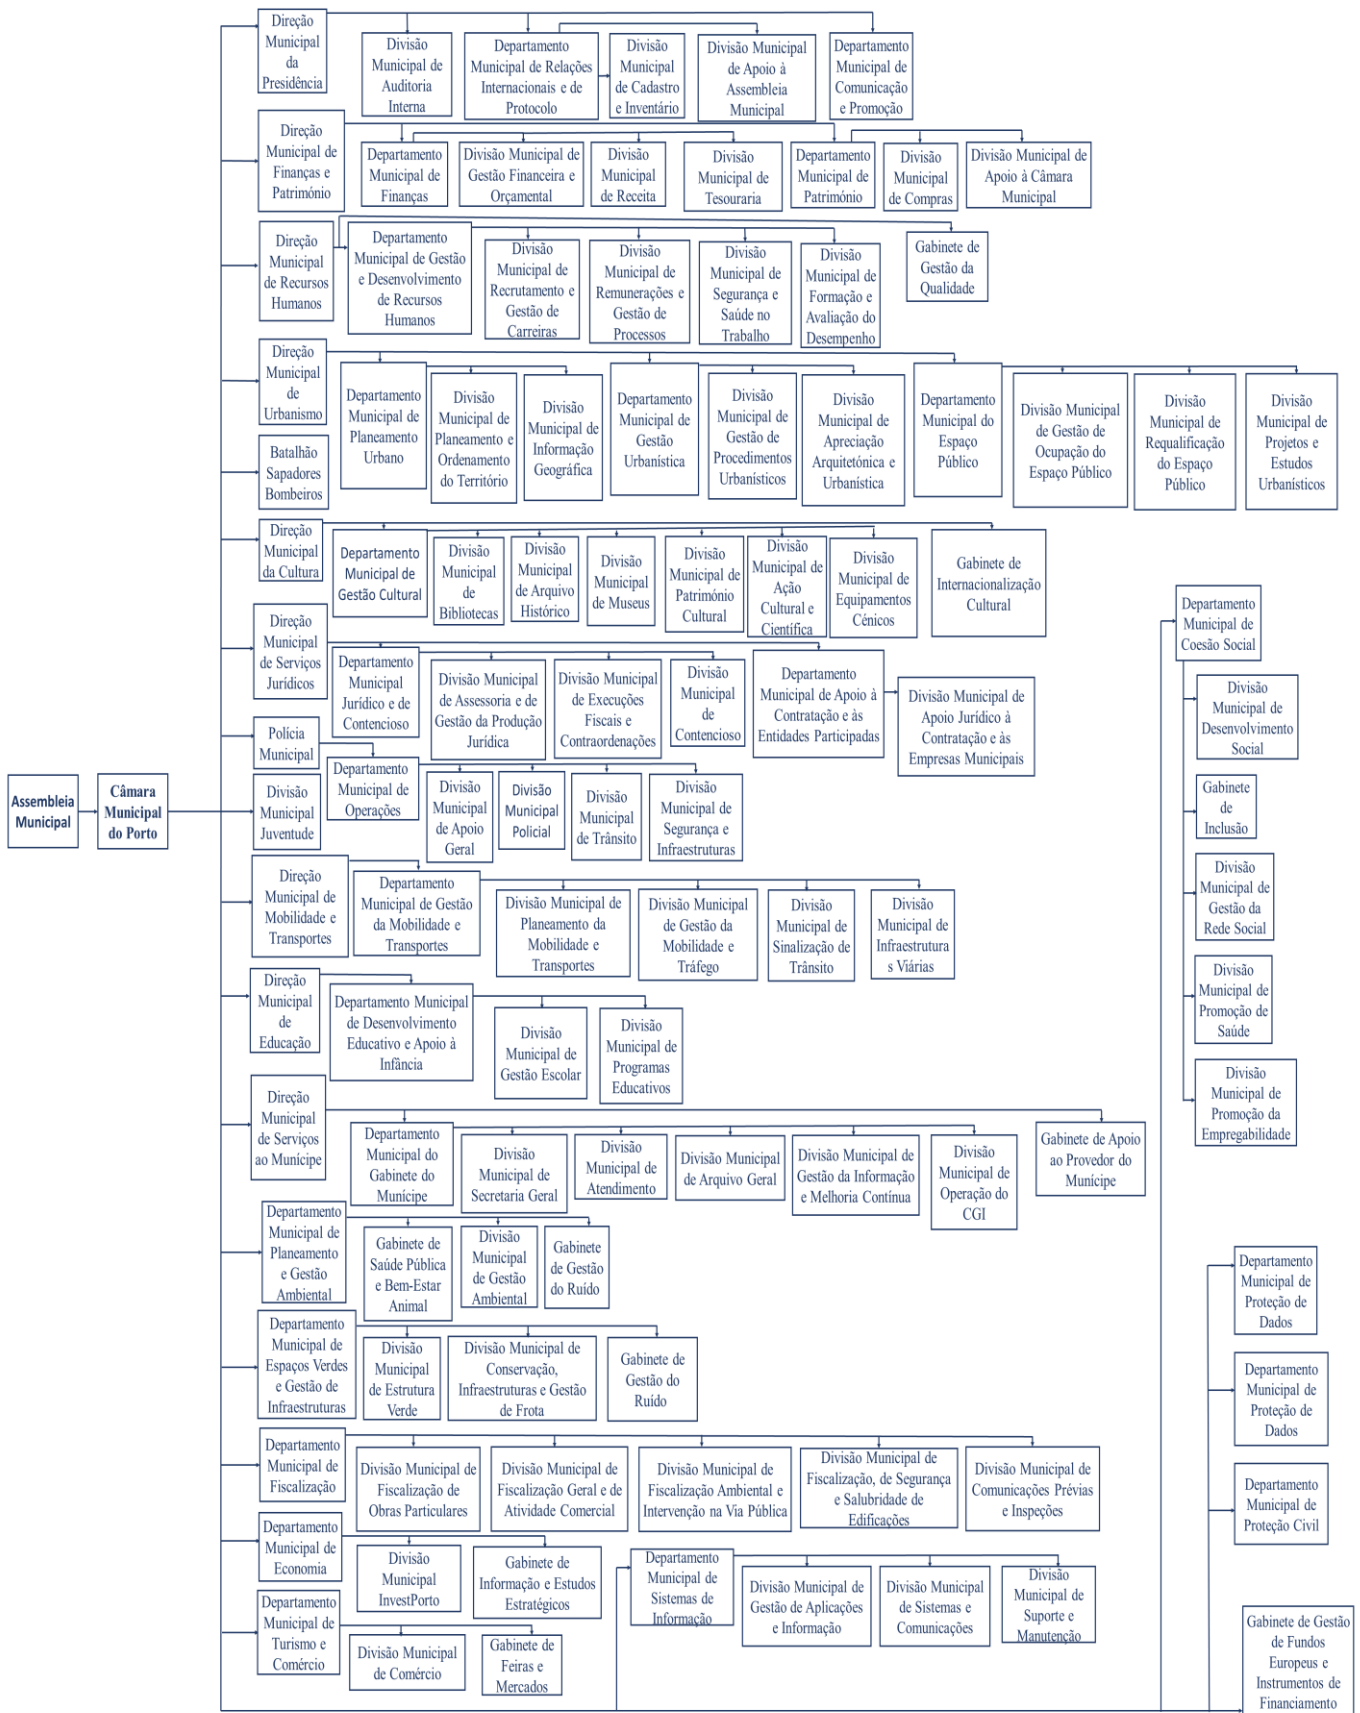 Direção
Municipal
da
Presidência
Divisão
Municipal de
Auditoria
Interna
Departamento
Municipal de Relações
Internacionais e de
Protocolo
Divisão
Municipal
de Cadastro
e Inventário
Divisão Municipal
de Apoio à
Assembleia
Municipal
Departamento
Municipal de
Comunicação
e Promoção
Direção
Municipal de
Finanças e
Património
Departamento
Municipal de
Finanças
Divisão Municipal de
Gestão Financeira e
Orçamental
Divisão
Municipal
de Receita
Divisão
Municipal de
Tesouraria
Departamento
Municipal de
Património
Divisão
Municipal
de Compras
Divisão Municipal de
Apoio à Câmara
Municipal
Direção
Municipal
de Recursos
Humanos
Departamento
Municipal de Gestão
e Desenvolvimento
de Recursos
Humanos
Divisão
Municipal de
Recrutamento e
Gestão de
Carreiras
Divisão
Municipal de
Remunerações e
Gestão de
Processos
Divisão
Municipal de
Segurança e
Saúde no
Trabalho
Divisão
Municipal de
Formação e
Avaliação do
Desempenho
Gabinete de
Gestão da
Qualidade
Direção
Municipal
de
Urbanismo
Departamento
Municipal de
Planeamento
Urbano
Divisão
Municipal de
Planeamento e
Ordenamento
do Território
Divisão
Municipal de
Informação
Geográfica
Departamento
Municipal de
Gestão
Urbanística
Divisão
Municipal de
Gestão de
Procedimentos
Urbanísticos
Divisão
Municipal de
Apreciação
Arquitetónica e
Urbanística
Departamento
Municipal do
Espaço
Público
Divisão Municipal
de Gestão de
Ocupação do
Espaço Público
Divisão
Municipal de
Requalificação
do Espaço
Público
Divisão
Municipal de
Projetos e
Estudos
Urbanísticos
Batalhão
Sapadores
Bombeiros
Direção
Municipal
da Cultura
Departamento
Municipal de
Gestão Cultural
Divisão
Municipal
de
Bibliotecas
Divisão
Municipal
de Arquivo
Histórico
Divisão
Municipal
de Museus
Divisão
Municipal de
Património
Cultural
Divisão
Municipal de
Ação
Cultural e
Científica
Divisão
Municipal de
Equipamentos
Cénicos
Gabinete de
Internacionalização
Cultural
Direção
Municipal
de Serviços
Jurídicos
Departamento
Municipal
Jurídico e de
Contencioso
Divisão Municipal
de Assessoria e de
Gestão da Produção
Jurídica
Divisão Municipal
de Execuções
Fiscais e
Contraordenações
Divisão
Municipal
de
Contencioso
Departamento
Municipal de Apoio à
Contratação e às
Entidades Participadas
Divisão Municipal de
Apoio Jurídico à
Contratação e às
Empresas Municipais
Polícia
Municipal
Departamento
Municipal de
Operações
Divisão
Municipal
de Apoio
Geral
Divisão
Municipal
Policial
Divisão
Municipal
de Trânsito
Divisão
Municipal de
Segurança e
Infraestruturas
Assembleia
Municipal
Câmara
Municipal
do Porto
Divisão
Municipal
Juventude
Direção
Municipal de
Mobilidade e
Transportes
Departamento
Municipal de Gestão
da Mobilidade e
Transportes
Divisão Municipal de
Planeamento da
Mobilidade e
Transportes
Divisão Municipal
de Gestão da
Mobilidade e
Tráfego
Divisão
Municipal de
Sinalização de
Trânsito
Divisão
Municipal de
Infraestrutura
s Viárias
Direção
Municipal
de
Educação
Departamento Municipal
de Desenvolvimento
Educativo e Apoio à
Infância
Divisão
Municipal de
Gestão Escolar
Divisão
Municipal de
Programas
Educativos
Direção
Municipal
de Serviços
ao Munícipe
Departamento
Municipal do
Gabinete do
Munícipe
Divisão
Municipal de
Secretaria Geral
Divisão
Municipal de
Atendimento
Divisão Municipal
de Arquivo Geral
Divisão Municipal de
Gestão da Informação
e Melhoria Contínua
Divisão
Municipal de
Operação do
CGI
Gabinete de Apoio
ao Provedor do
Munícipe
Departamento
Municipal de
Planeamento
e Gestão
Ambiental
Gabinete de
Saúde Pública
e Bem-Estar
Animal
Divisão
Municipal
de Gestão
Ambiental
Gabinete
de Gestão
do Ruído
Departamento
Municipal de
Espaços Verdes
e Gestão de
Infraestruturas
Divisão
Municipal
de Estrutura
Verde
Divisão Municipal de
Conservação,
Infraestruturas e Gestão
de Frota
Gabinete de
Gestão do
Ruído
Departamento
Municipal de
Fiscalização
Divisão Municipal de
Fiscalização de
Obras Particulares
Divisão Municipal de
Fiscalização Geral e de
Atividade Comercial
Divisão Municipal de
Fiscalização Ambiental e
Intervenção na Via Pública
Divisão Municipal de
Fiscalização, de Segurança
e Salubridade de
Edificações
Divisão Municipal de
Comunicações Prévias
e Inspeções
Departamento
Municipal de
Economia
Divisão
Municipal
InvestPorto
Gabinete de
Informação e Estudos
Estratégicos
Departamento
Municipal de
Turismo e
Comércio
Divisão Municipal
de Comércio
Gabinete de
Feiras e
Mercados
Departamento
Municipal de
Sistemas de
Informação
Divisão Municipal de
Gestão de Aplicações
e Informação
Divisão Municipal
de Sistemas e
Comunicações
Divisão
Municipal de
Suporte e
Manutenção
Departamento
Municipal de
Coesão Social
Divisão
Municipal de
Desenvolvimento
Social
Gabinete
de
Inclusão
Divisão
Municipal de
Gestão da
Rede Social
Divisão
Municipal de
Promoção de
Saúde
Divisão
Municipal de
Promoção da
Empregabilidade
Departamento
Municipal de
Proteção de
Dados
Departamento
Municipal de
Proteção de
Dados
Departamento
Municipal de
Proteção Civil
Gabinete de Gestão
de Fundos
Europeus e
Instrumentos de
Financiamento